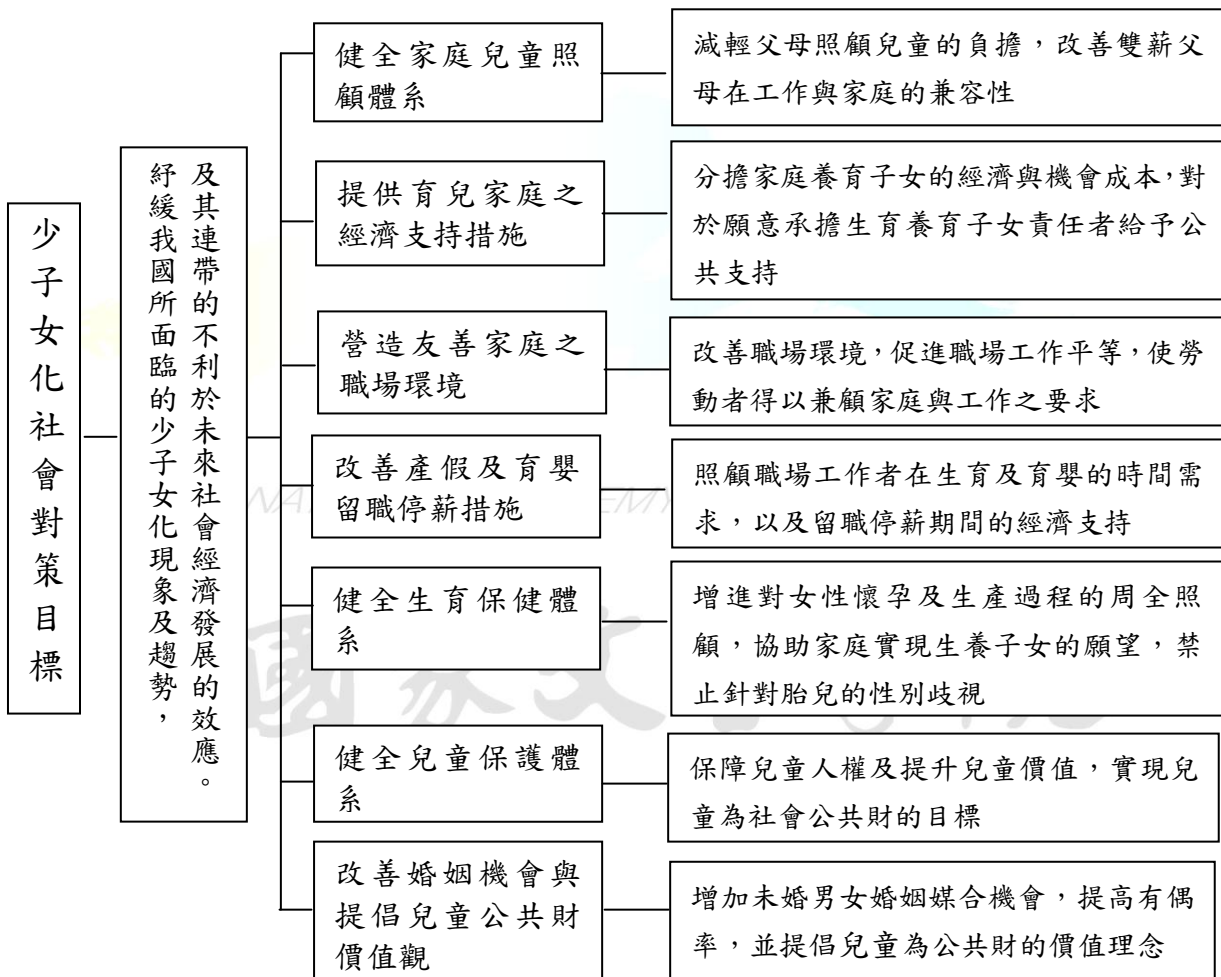 少子女化社會對策目標
紓緩我國所面臨的少子女化現象及趨勢，
及其連帶的不利於未來社會經濟發展的效應。
健全家庭兒童照
顧體系
減輕父母照顧兒童的負擔，改善雙薪父
母在工作與家庭的兼容性
提供育兒家庭之
經濟支持措施
分擔家庭養育子女的經濟與機會成本，對
於願意承擔生育養育子女責任者給予公
共支持
營造友善家庭之
職場環境
改善職場環境，促進職場工作平等，使勞
動者得以兼顧家庭與工作之要求
改善產假及育嬰
留職停薪措施
照顧職場工作者在生育及育嬰的時間需
求，以及留職停薪期間的經濟支持
健全生育保健體
系
增進對女性懷孕及生產過程的周全照
顧，協助家庭實現生養子女的願望，禁
止針對胎兒的性別歧視
健全兒童保護體
系
保障兒童人權及提升兒童價值，實現兒
童為社會公共財的目標
改善婚姻機會與
提倡兒童公共財
價值觀
增加未婚男女婚姻媒合機會，提高有偶
率，並提倡兒童為公共財的價值理念